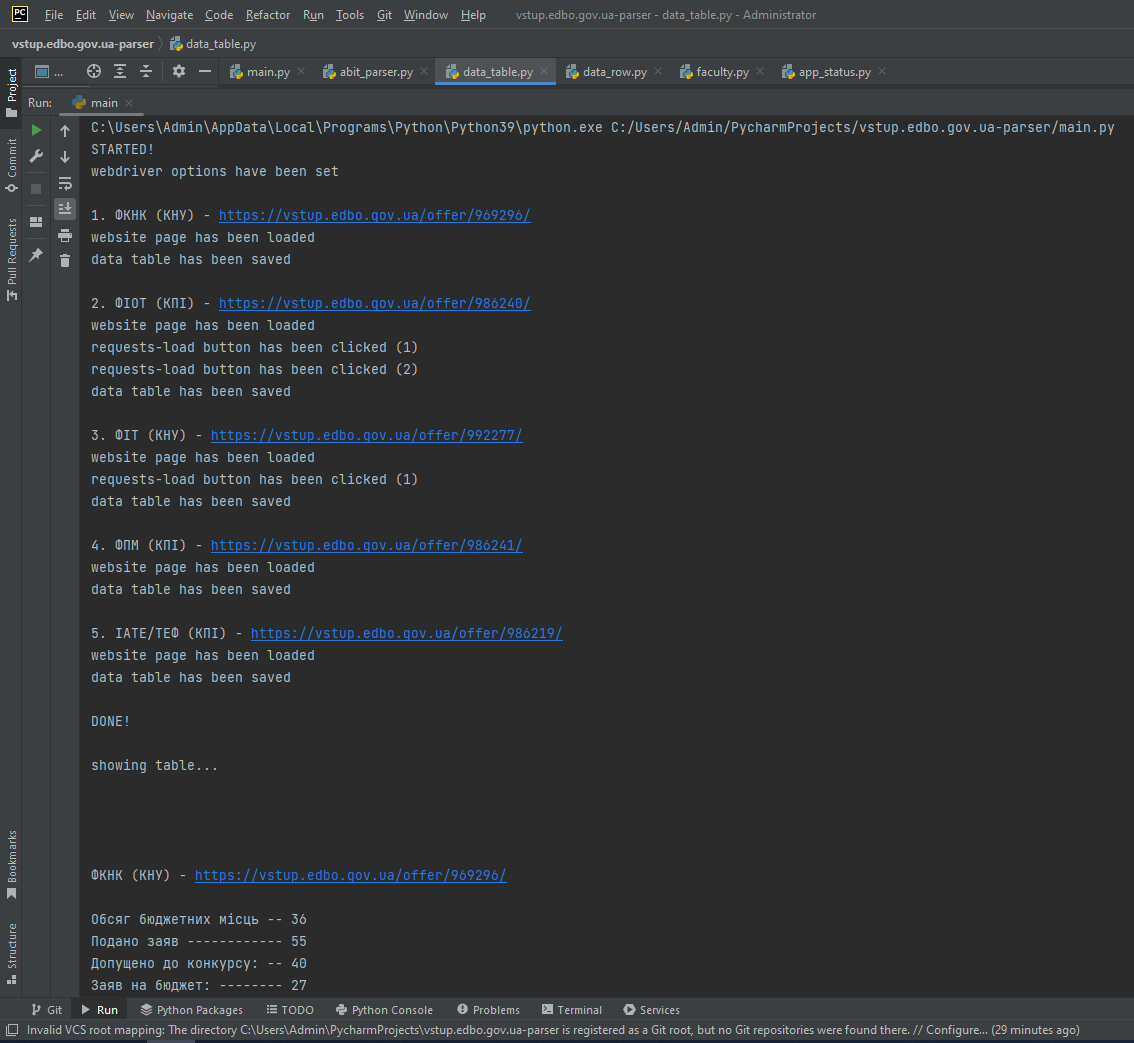 PC File Edit View Navigate Code Refactor Run Tools Git Window Help vstup.edbo.gov.ua-parser - data_table.py - Administrator
vstup.edbo.gov.ua-parser data_table.py
Project
... main.py abit_parser.py data_table.py data_row.py faculty.py app_status.py
Run: main
Commit
Pull Requests
Bookmarks
Structure
C:\Users\Admin\AppData\Local\Programs\Python\Python39\python.exe C:/Users/Admin/PycharmProjects/vstup.edbo.gov.ua-parser/main.py
STARTED!
webdriver options have been set
1. ФКНК (КНУ) - https://vstup.edbo.gov.ua/offer/969296/
website page has been loaded
data table has been saved
2. ФІОТ (КПІ) - https://vstup.edbo.gov.ua/offer/986240/
website page has been loaded
requests-load button has been clicked (1)
requests-load button has been clicked (2)
data table has been saved
3. ФІТ (КНУ) - https://vstup.edbo.gov.ua/offer/992277/
website page has been loaded
requests-load button has been clicked (1)
data table has been saved
4. ФПМ (КПІ) - https://vstup.edbo.gov.ua/offer/986241/
website page has been loaded
data table has been saved
5. ІАТЕ/ТЕФ (КПІ) - https://vstup.edbo.gov.ua/offer/986219/
website page has been loaded
data table has been saved
DONE!
showing table...
ФКНК (КНУ) - https://vstup.edbo.gov.ua/offer/969296/
Обсяг бюджетних місць -- 36
Подано заяв ------------ 55
Допущено до конкурсу: -- 40
Заяв на бюджет: -------- 27
Git Run Python Packages TODO Python Console Problems Terminal Services
Invalid VCS root mapping: The directory C:\Users\Admin\PycharmProjects\vstup.edbo.gov.ua-parser is registered as a Git root, but no Git repositories were found there. // Configure... (29 minutes ago)